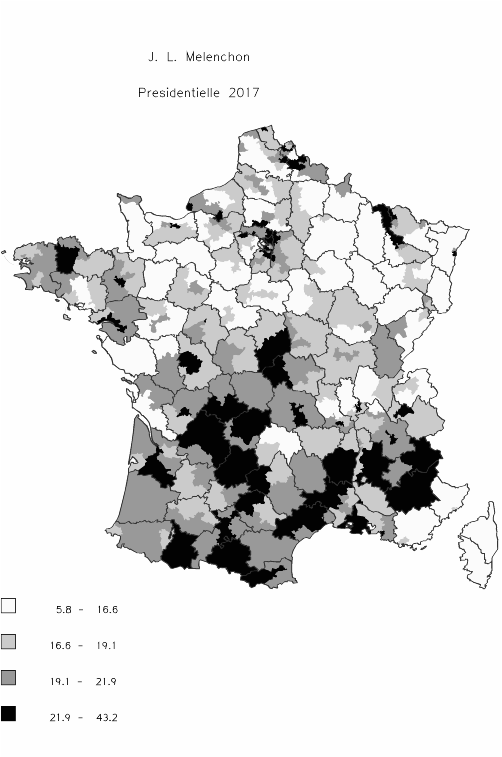 J. L. Melenchon
Presidentielle 2017
5.8 - 16.6
16.6 - 19.1
19.1 - 21.9
21.9 - 43.2